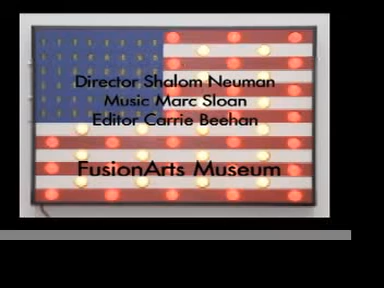 Director Shalom Neuman
Music Marc Sloan
Editor Carrie Beehan
FusionArts Museum